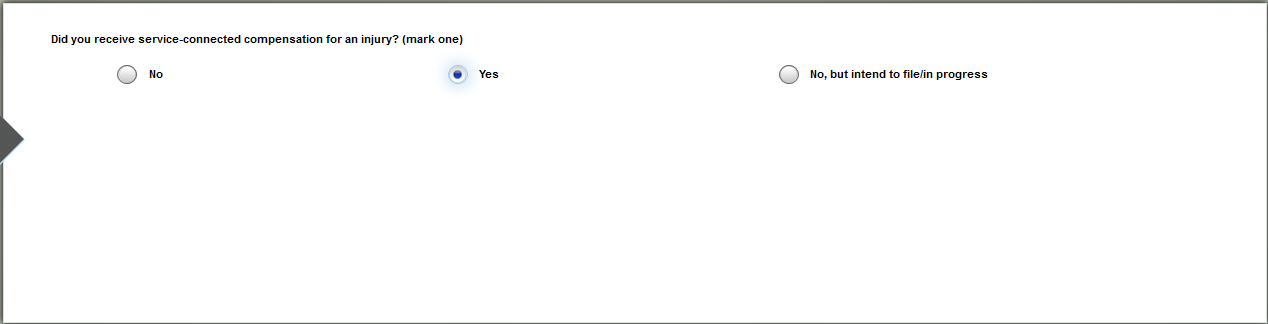 Did you receive service-connected compensation for an injury? (mark one)
No Yes No, but intend to file/in progress